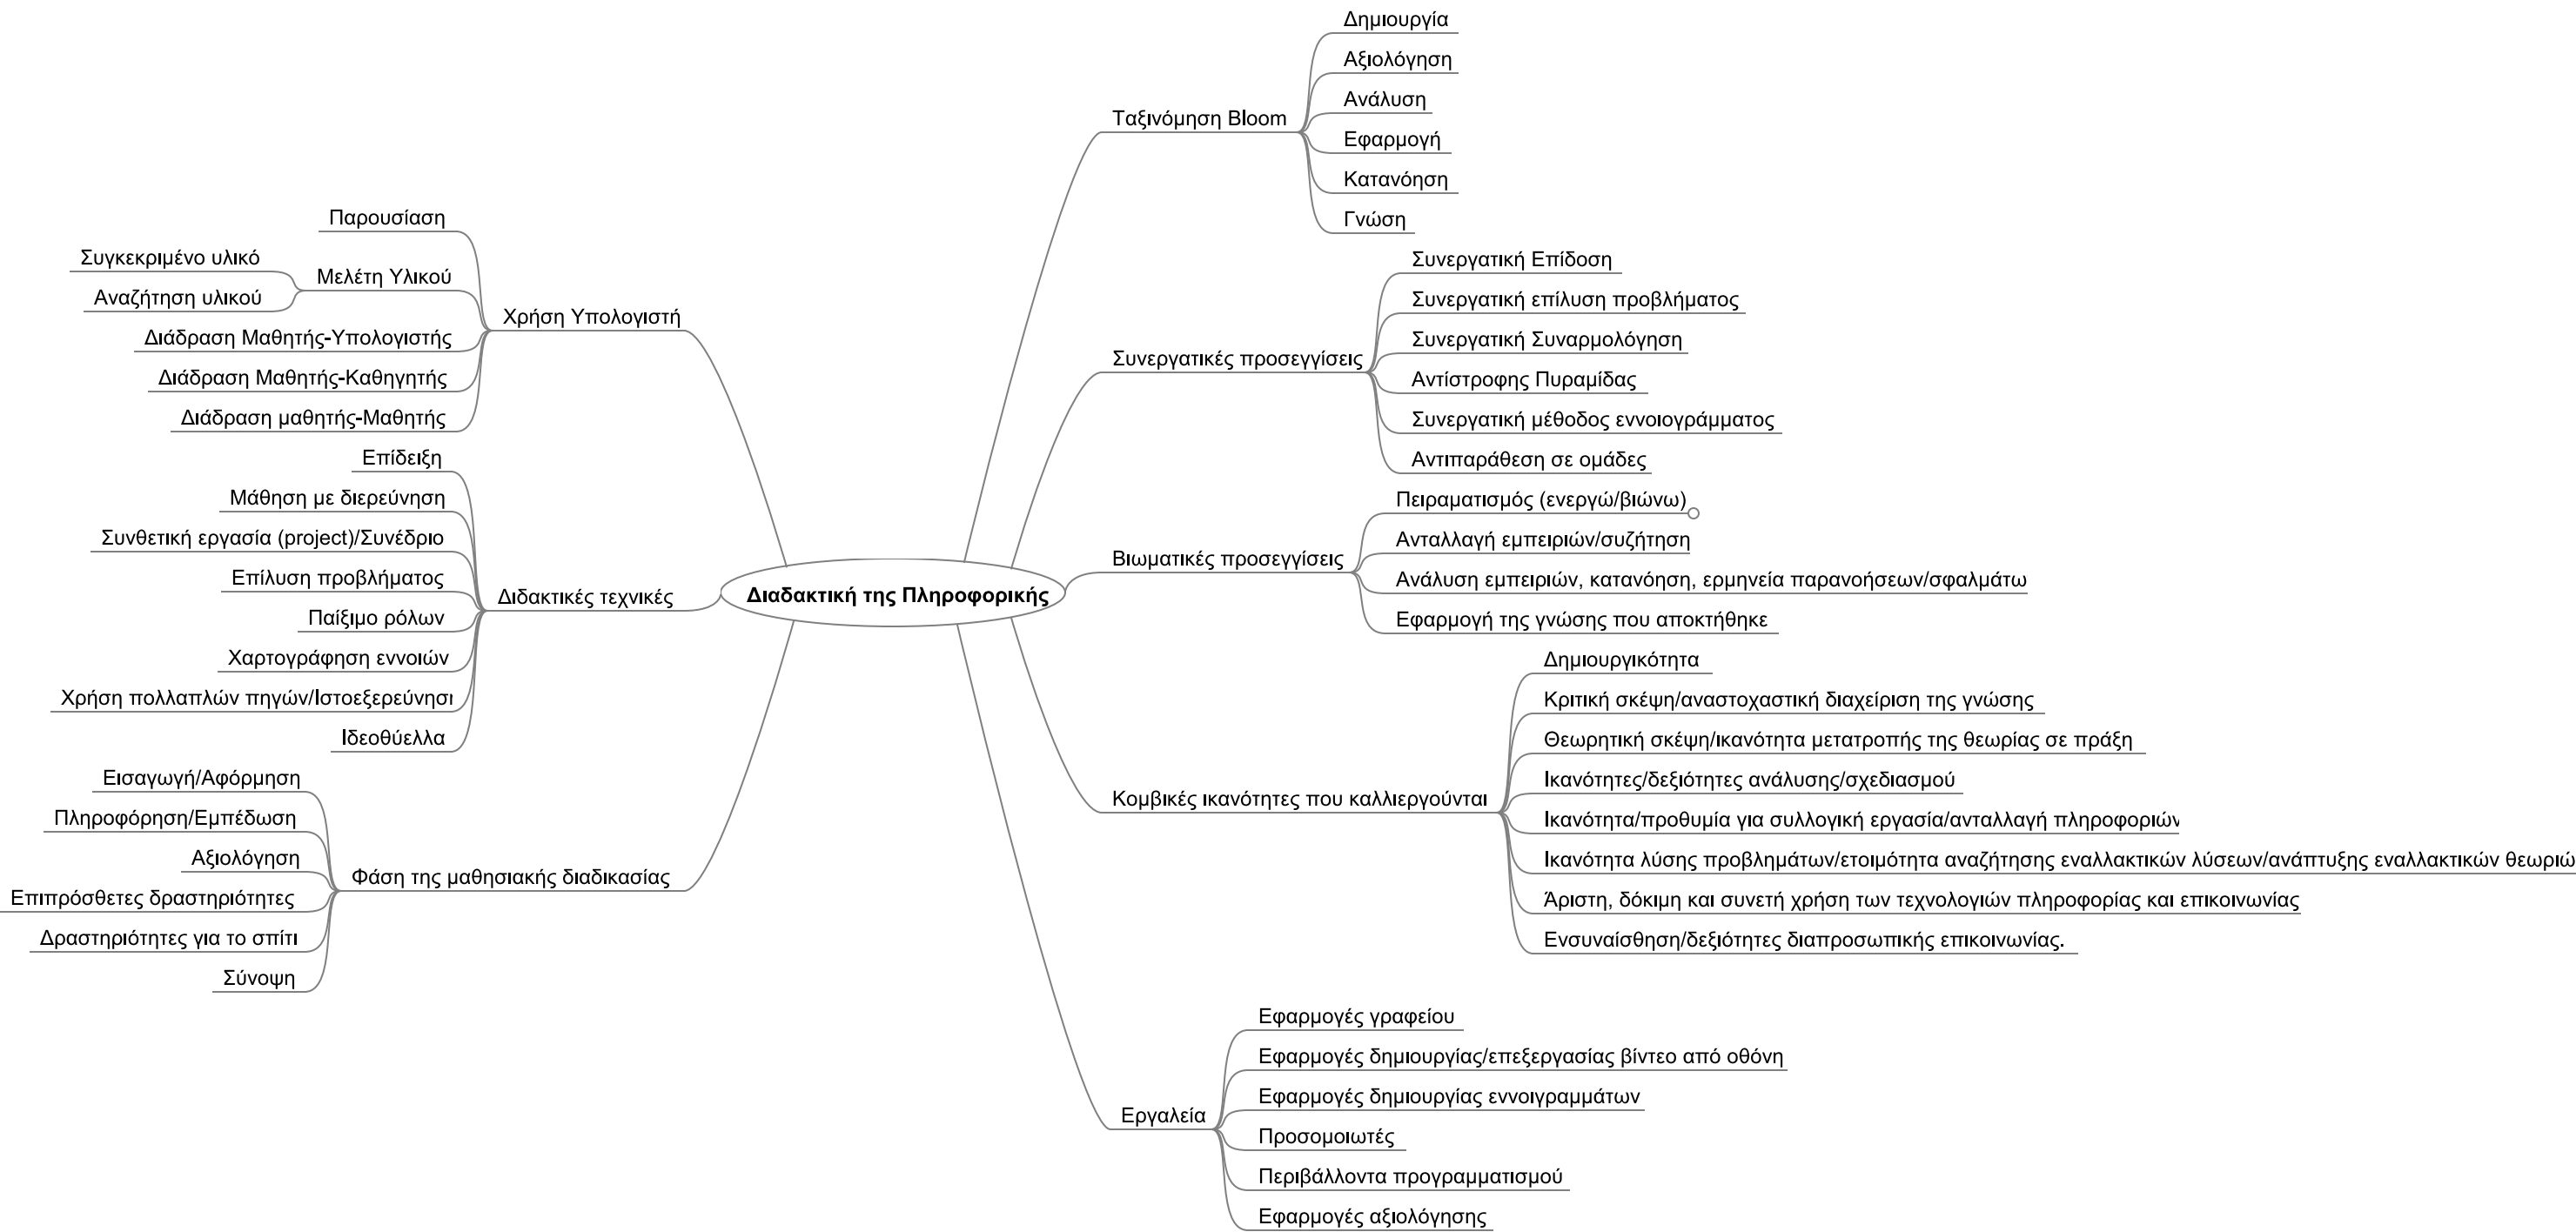 Διαδακτική της Πληροφορικής
Ταξινόμηση Bloom
Δημιουργία
Αξιολόγηση
Ανάλυση
Εφαρμογή
Κατανόηση
Γνώση
Συνεργατικές προσεγγίσεις
Συνεργατική Επίδοση
Συνεργατική επίλυση προβλήματος
Συνεργατική Συναρμολόγηση
Αντίστροφης Πυραμίδας
Συνεργατική μέθοδος εννοιογράμματος
Αντιπαράθεση σε ομάδες
Βιωματικές προσεγγίσεις
Πειραματισμός (ενεργώ/βιώνω)
Ανταλλαγή εμπειριών/συζήτηση
Ανάλυση εμπειριών, κατανόηση, ερμηνεία παρανοήσεων/σφαλμάτω
Εφαρμογή της γνώσης που αποκτήθηκε
Κομβικές ικανότητες που καλλιεργούνται
Δημιουργικότητα
Κριτική σκέψη/αναστοχαστική διαχείριση της γνώσης
Θεωρητική σκέψη/ικανότητα μετατροπής της θεωρίας σε πράξη
Ικανότητες/δεξιότητες ανάλυσης/σχεδιασμού
Ικανότητα/προθυμία για συλλογική εργασία/ανταλλαγή πληροφοριών
Ικανότητα λύσης προβλημάτων/ετοιμότητα αναζήτησης εναλλακτικών λύσεων/ανάπτυξης εναλλακτικών θεωριώ
Άριστη, δόκιμη και συνετή χρήση των τεχνολογιών πληροφορίας και επικοινωνίας
Ενσυναίσθηση/δεξιότητες διαπροσωπικής επικοινωνίας.
Εργαλεία
Εφαρμογές γραφείου
Εφαρμογές δημιουργίας/επεξεργασίας βίντεο από οθόνη
Εφαρμογές δημιουργίας εννοιγραμμάτων
Προσομοιωτές
Περιβάλλοντα προγραμματισμού
Εφαρμογές αξιολόγησης
Χρήση Υπολογιστή
Παρουσίαση
Μελέτη Υλικού
Συγκεκριμένο υλικό
Αναζήτηση υλικού
Διάδραση Μαθητής-Υπολογιστής
Διάδραση Μαθητής-Καθηγητής
Διάδραση μαθητής-Μαθητής
Διδακτικές τεχνικές
Επίδειξη
Μάθηση με διερεύνηση
Συνθετική εργασία (project)/Συνέδριο
Επίλυση προβλήματος
Παίξιμο ρόλων
Χαρτογράφηση εννοιών
Χρήση πολλαπλών πηγών/Ιστοεξερεύνησι
Ιδεοθύελλα
Φάση της μαθησιακής διαδικασίας
Εισαγωγή/Αφόρμηση
Πληροφόρηση/Εμπέδωση
Αξιολόγηση
Επιπρόσθετες δραστηριότητες
Δραστηριότητες για το σπίτι
Σύνοψη